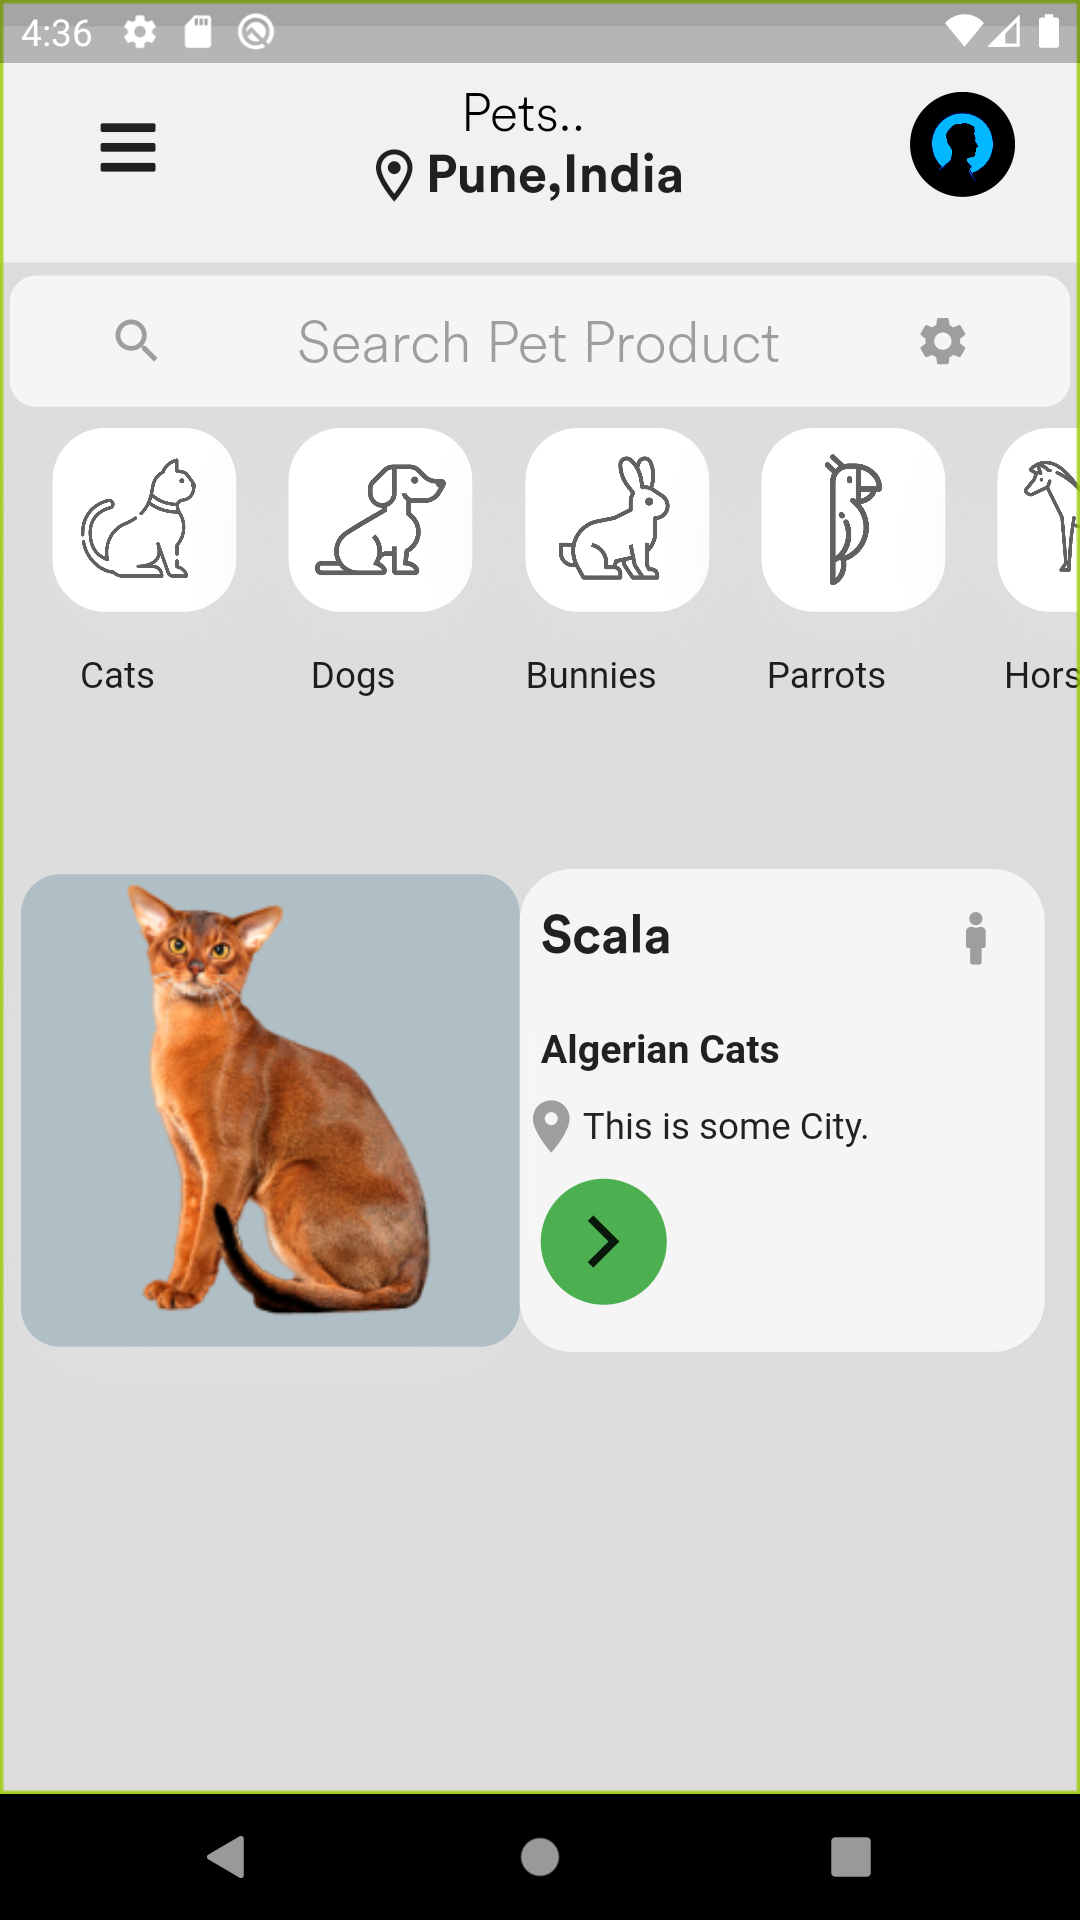 4:36
Pets..
Pune,India
Search Pet Product
Cats
Dogs
Bunnies
Parrots
Hors
Scala
Algerian Cats
This is some City.